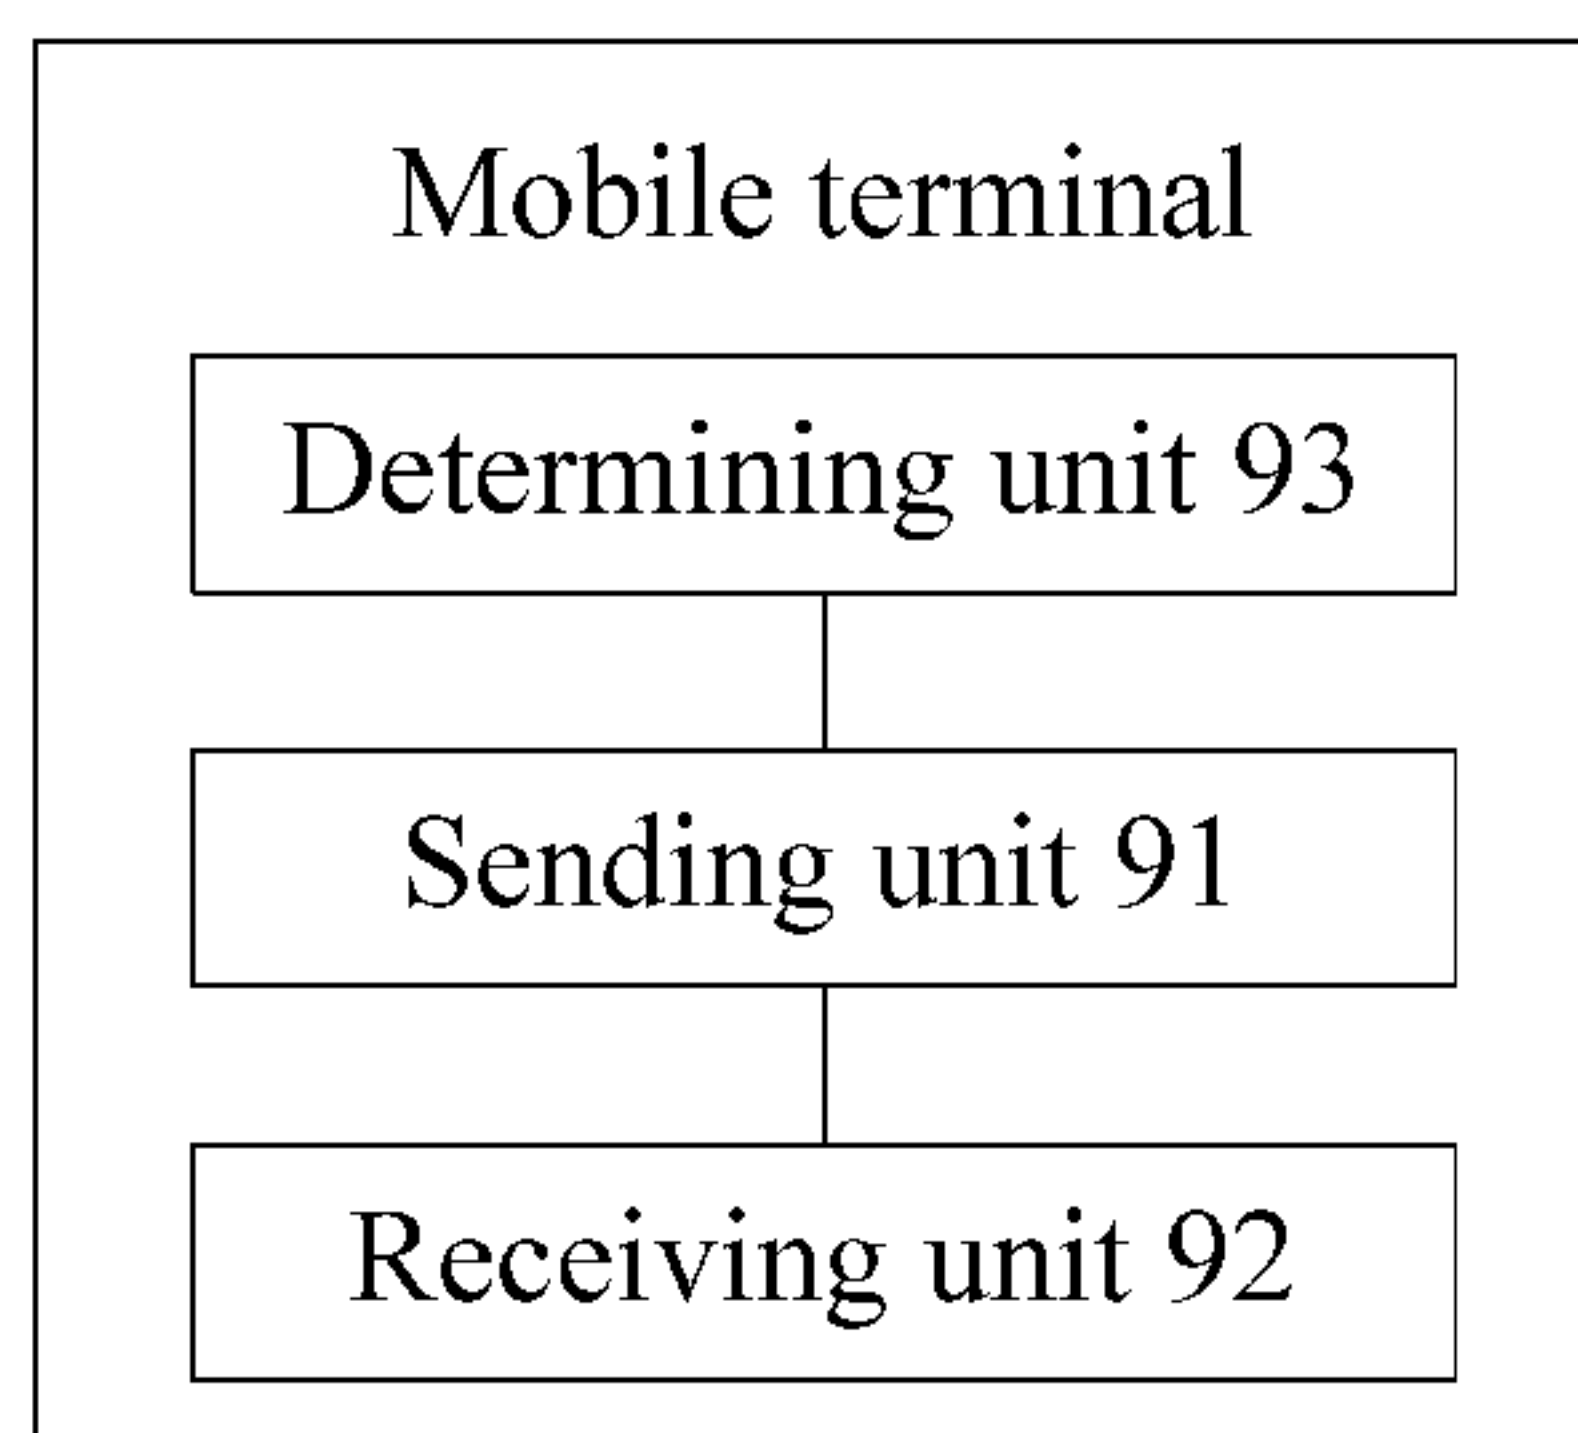 Mobile terminal
Determining unit 93
Sending unit 91
Receiving unit 92